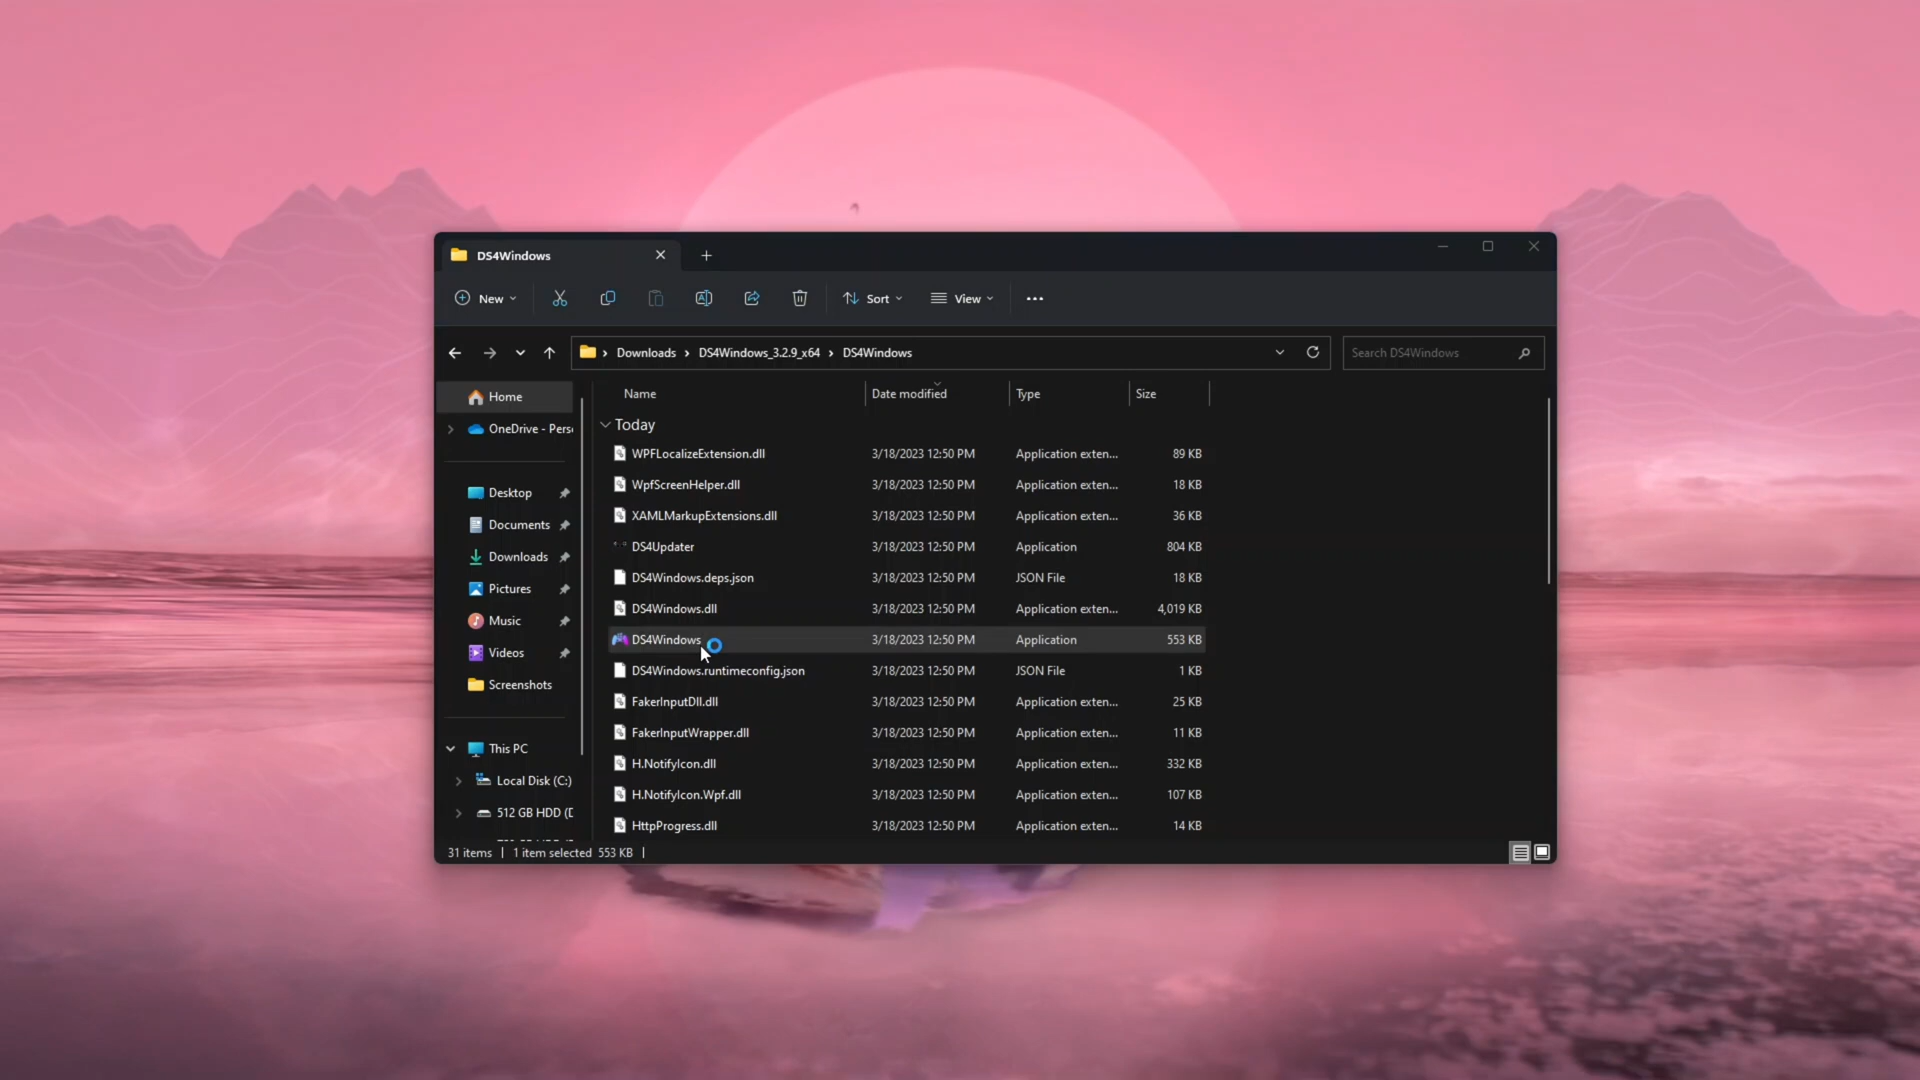 DS4Windows
New
Sort
View
Downloads
DS4Windows_3.2.9_x64
DS4Windows
Search DS4Windows
Home
OneDrive - Pers
Desktop
Documents
Downloads
Pictures
Music
Videos
Screenshots
This PC
Local Disk (C:)
512 GB HDD (D
Name Date modified Type Size
Today
WPFLocalizeExtension.dll 3/18/2023 12:50 PM Application exten... 89 KB
WpfScreenHelper.dll 3/18/2023 12:50 PM Application exten... 18 KB
XAMLMarkupExtensions.dll 3/18/2023 12:50 PM Application exten... 36 KB
DS4Updater 3/18/2023 12:50 PM Application 804 KB
DS4Windows.deps.json 3/18/2023 12:50 PM JSON File 18 KB
DS4Windows.dll 3/18/2023 12:50 PM Application exten... 4,019 KB
DS4Windows 3/18/2023 12:50 PM Application 553 KB
DS4Windows.runtimeconfig.json 3/18/2023 12:50 PM JSON File 1 KB
FakerInputDll.dll 3/18/2023 12:50 PM Application exten... 25 KB
FakerInputWrapper.dll 3/18/2023 12:50 PM Application exten... 11 KB
H.NotifyIcon.dll 3/18/2023 12:50 PM Application exten... 332 KB
H.NotifyIcon.Wpf.dll 3/18/2023 12:50 PM Application exten... 107 KB
HttpProgress.dll 3/18/2023 12:50 PM Application exten... 14 KB
31 items | 1 item selected 553 KB |